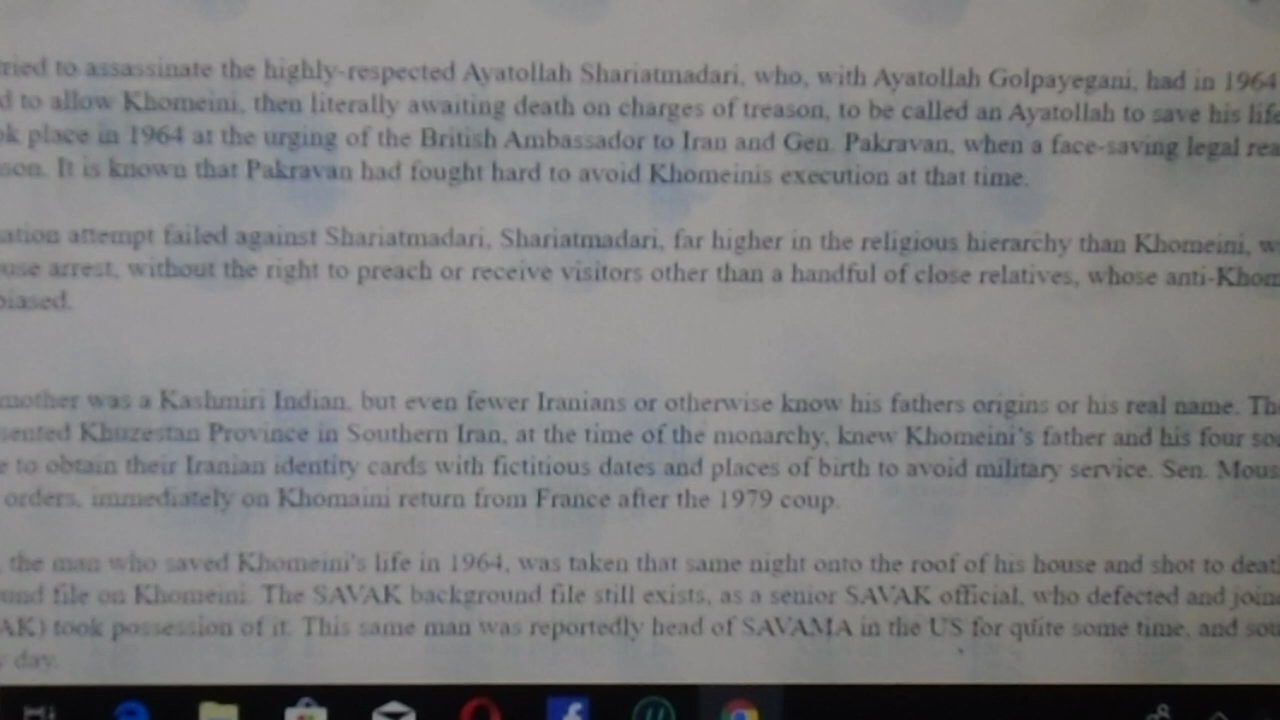 ried to assassinate the highly-respected Ayatollah Shariatmadari, who, with Ayatollah Golpayegani, had in 1964
d to allow Khomeini, then literally awaiting death on charges of treason, to be called an Ayatollah to save his life
ok place in 1964 at the urging of the British Ambassador to Iran and Gen. Pakravan, when a face-saving legal rea
son. It is known that Pakravan had fought hard to avoid Khomeinis execution at that time.
ation attempt failed against Shariatmadari, Shariatmadari, far higher in the religious hierarchy than Khomeini, w
use arrest, without the right to preach or receive visitors other than a handful of close relatives, whose anti-Khom
biased.
mother was a Kashmiri Indian, but even fewer Iranians or otherwise know his fathers origins or his real name. Th
sented Khuzestan Province in Southern Iran, at the time of the monarchy, knew Khomeini's father and his four so
e to obtain their Iranian identity cards with fictitious dates and places of birth to avoid military service. Sen. Mous
orders, immediately on Khomaini return from France after the 1979 coup.
, the man who saved Khomeini's life in 1964, was taken that same night onto the roof of his house and shot to deat
und file on Khomeini. The SAVAK background file still exists, as a senior SAVAK official, who defected and joine
AK) took possession of it. This same man was reportedly head of SAVAMA in the US for quite some time, and sou
y day.